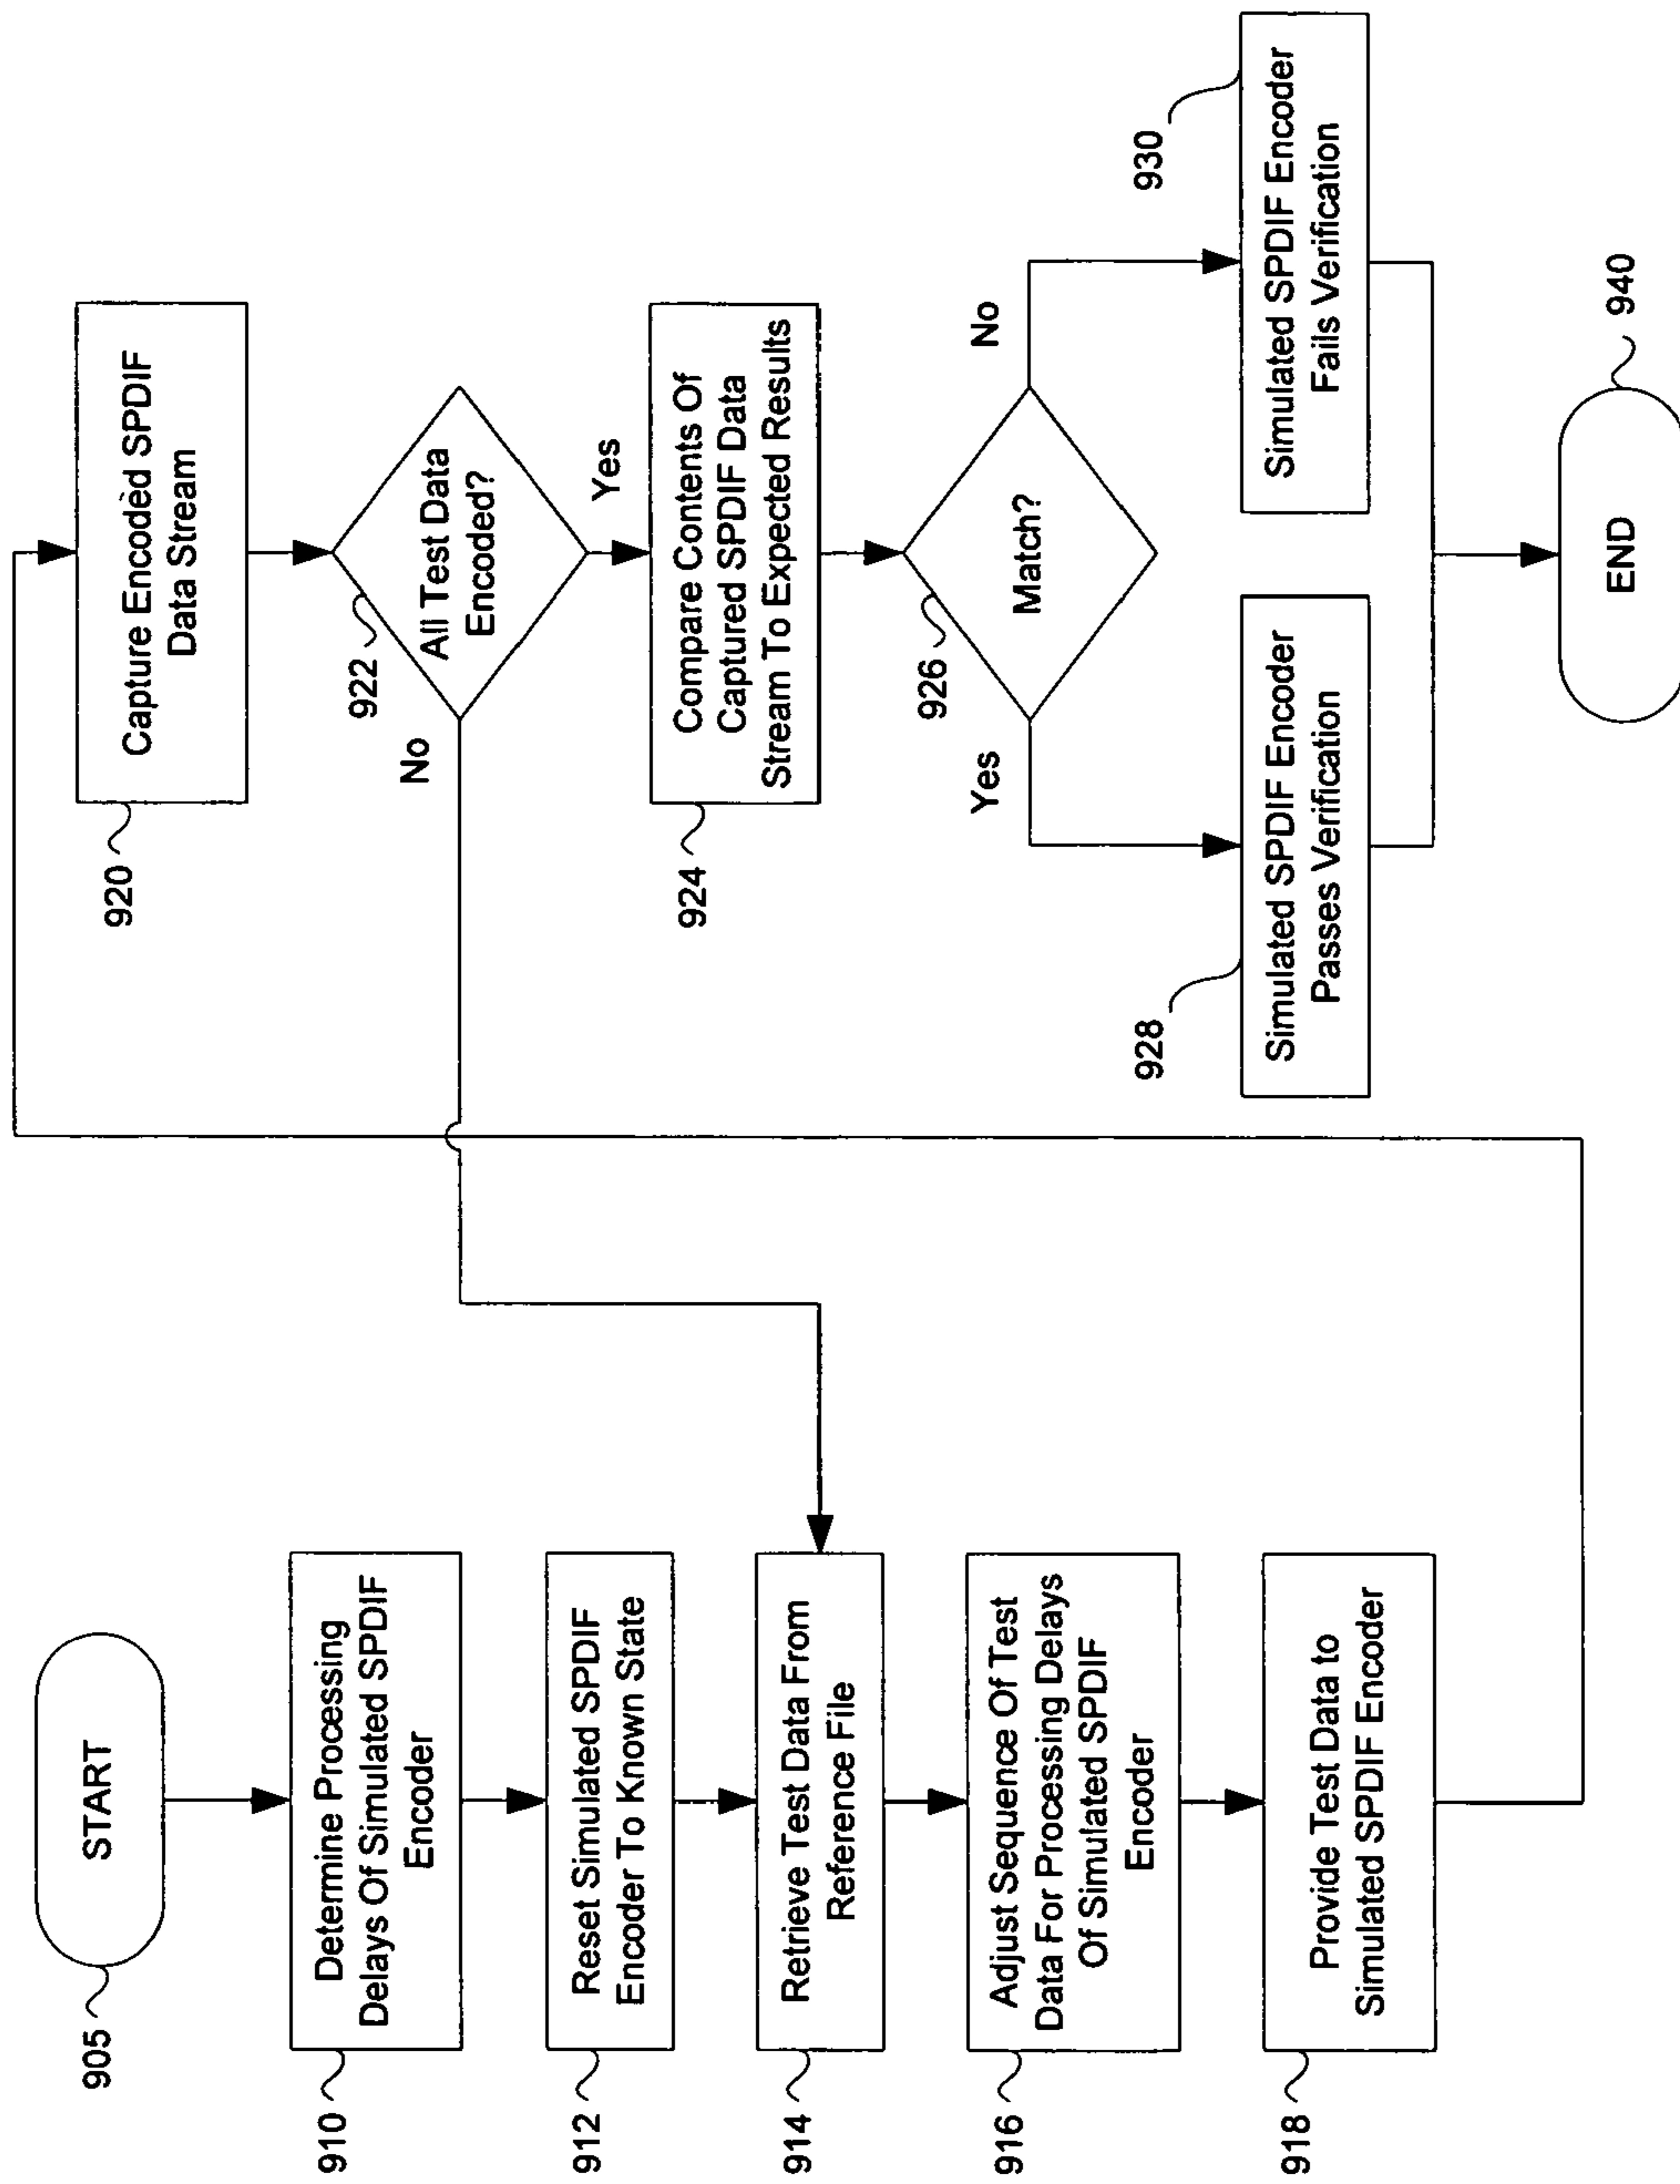 START
905
Determine Processing
Delays Of Simulated SPDIF
Encoder
910
Reset Simulated SPDIF
Encoder To Known State
912
Retrieve Test Data From
Reference File
914
Adjust Sequence Of Test
Data For Processing Delays
Of Simulated SPDIF
Encoder
916
Provide Test Data to
Simulated SPDIF Encoder
918
Capture Encoded SPDIF
Data Stream
920
All Test Data
Encoded?
922
No
Yes
Compare Contents Of
Captured SPDIF Data
Stream To Expected Results
924
Match?
926
Yes
No
Simulated SPDIF Encoder
Passes Verification
928
Simulated SPDIF Encoder
Fails Verification
930
END
940